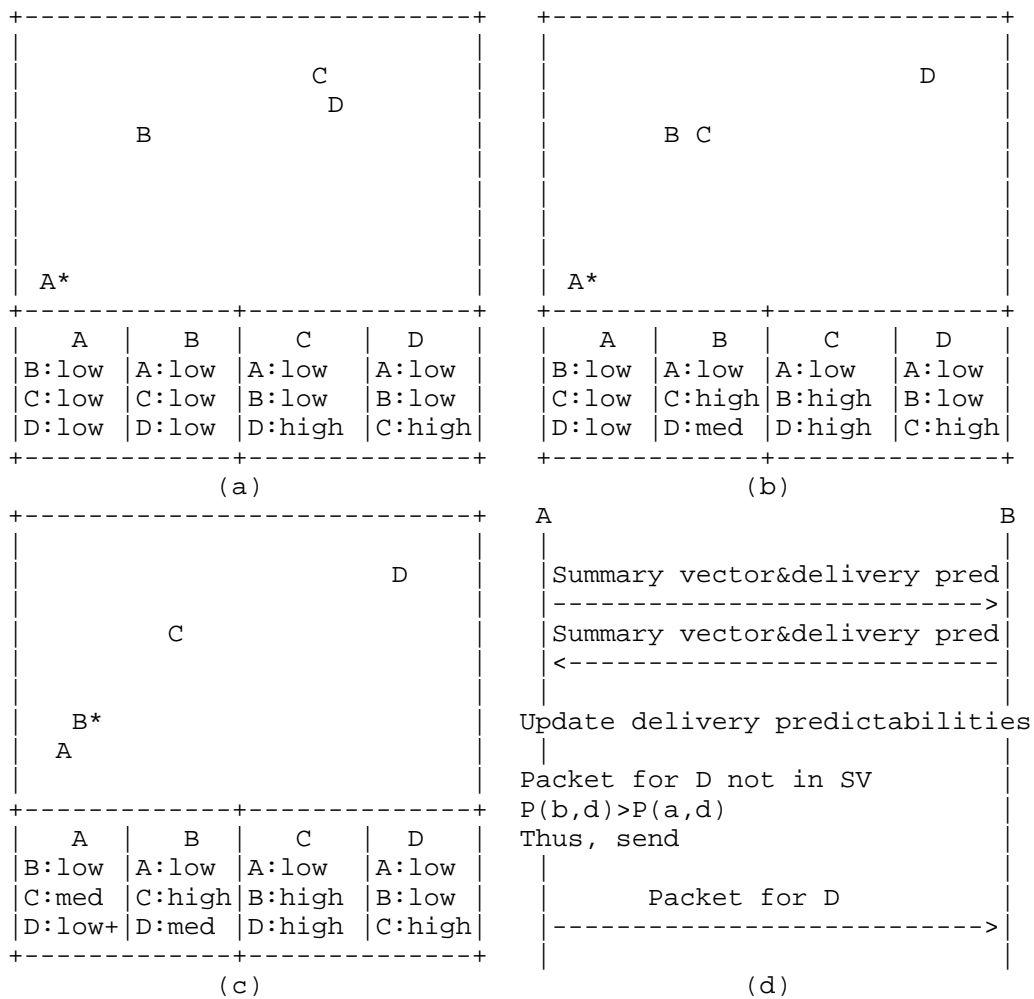 +-----------------------------+   +-----------------------------+
|                             |   |                             |
|                   C         |   |                       D     |
|                    D        |   |                             |
|       B                     |   |       B C                   |
|                             |   |                             |
|                             |   |                             |
|                             |   |                             |
|                             |   |                             |
| A*                          |   | A*                          |
+-------------+---------------+   +-------------+---------------+
|   A  |   B  |   C   |   D   |   |   A  |   B  |   C   |   D   |
|B:low |A:low |A:low  |A:low  |   |B:low |A:low |A:low  |A:low  |
|C:low |C:low |B:low  |B:low  |   |C:low |C:high|B:high |B:low  |
|D:low |D:low |D:high |C:high|   |D:low |D:med |D:high |C:high|
+-------------+---------------+   +-------------+---------------+
(a)                               (b)
+-----------------------------+   A                             B
|                             |   |                             |
|                       D     |   |Summary vector&delivery pred|
|                             |   |--------------------------->|
|         C                   |   |Summary vector&delivery pred|
|                             |   |<---------------------------|
|                             |   |                             |
|   B*                        |   Update delivery predictabilities
|  A                          |   |                             |
|                             |   Packet for D not in SV        |
+-------------+---------------+   P(b,d)>P(a,d)                 |
|   A  |   B  |   C   |   D   |   Thus, send                    |
|B:low |A:low |A:low  |A:low  |   |                             |
|C:med |C:high|B:high |B:low  |   |      Packet for D           |
|D:low+|D:med |D:high |C:high|   |--------------------------->|
+-------------+---------------+   |                             |
(c)                               (d)